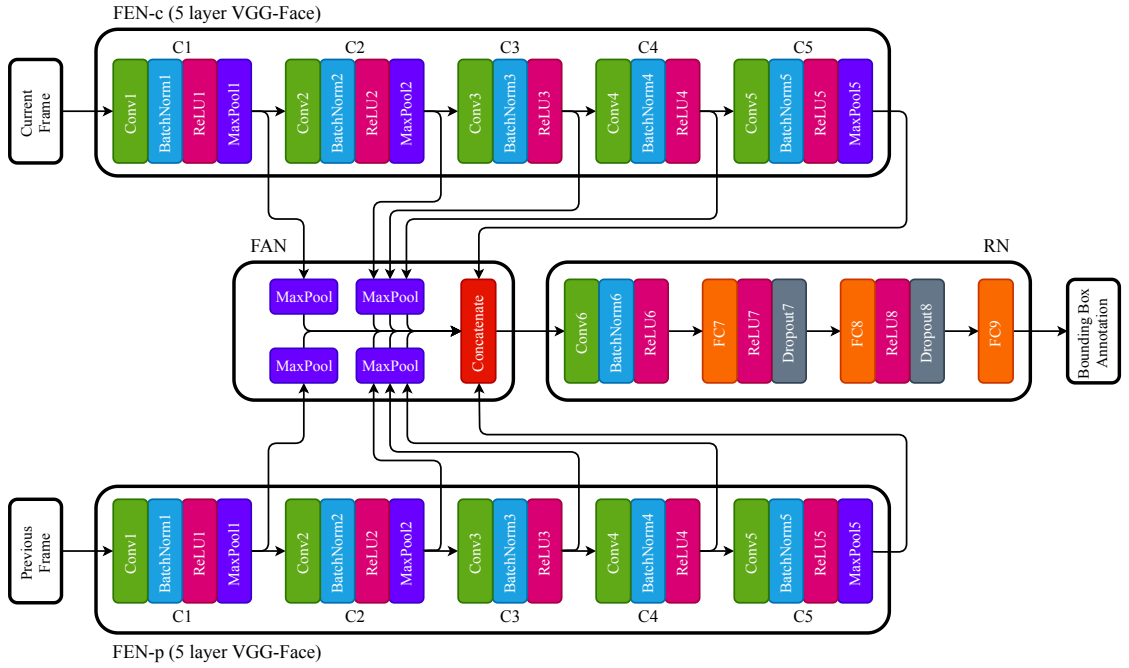 FEN-c (5 layer VGG-Face)
C1
C2
C3
C4
C5
Current
Frame
Conv1
BatchNorm1
ReLU1
MaxPool1
Conv2
BatchNorm2
ReLU2
MaxPool2
Conv3
BatchNorm3
ReLU3
Conv4
BatchNorm4
ReLU4
Conv5
BatchNorm5
ReLU5
MaxPool5
FAN
RN
MaxPool
MaxPool
MaxPool
MaxPool
Concatenate
Conv6
BatchNorm6
ReLU6
FC7
ReLU7
Dropout7
FC8
ReLU8
Dropout8
FC9
Bounding Box
Annotation
Previous
Frame
Conv1
BatchNorm1
ReLU1
MaxPool1
Conv2
BatchNorm2
ReLU2
MaxPool2
Conv3
BatchNorm3
ReLU3
Conv4
BatchNorm4
ReLU4
Conv5
BatchNorm5
ReLU5
MaxPool5
C1
C2
C3
C4
C5
FEN-p (5 layer VGG-Face)